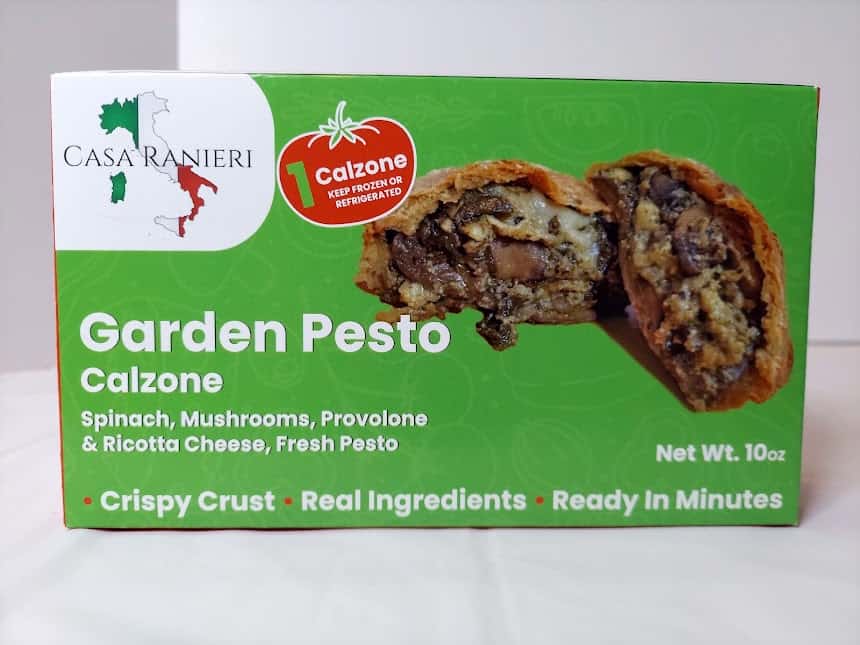 CASA RANIERI
1 Calzone
KEEP FROZEN OR
REFRIGERATED
Garden Pesto
Calzone
Spinach, Mushrooms, Provolone
& Ricotta Cheese, Fresh Pesto
Net Wt. 10oz
• Crispy Crust • Real Ingredients • Ready In Minutes